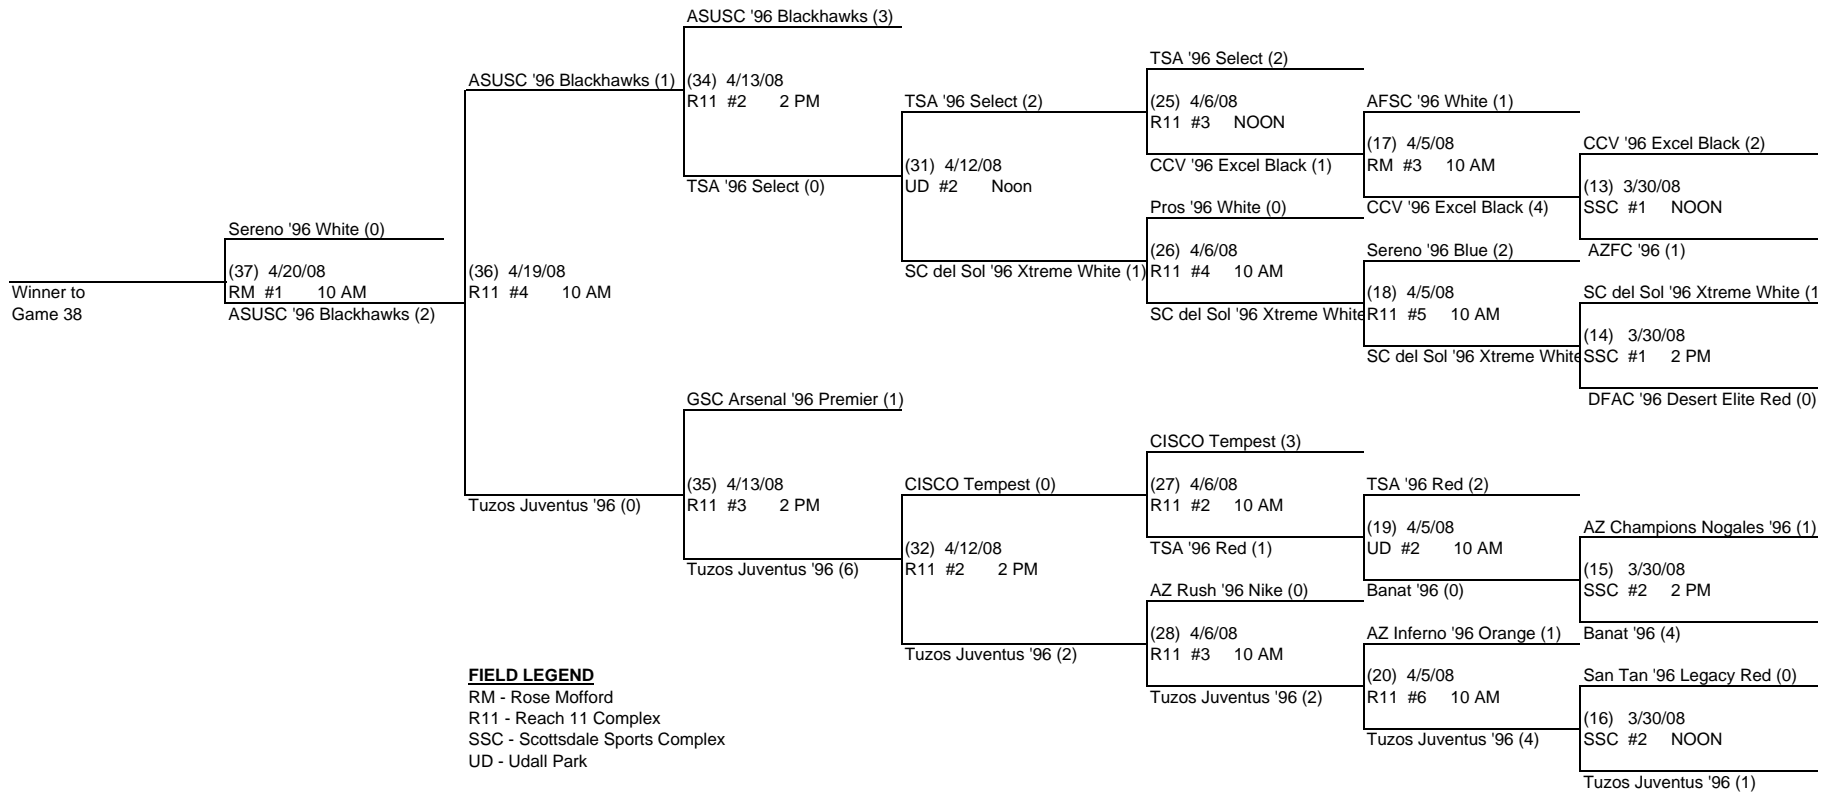 ASUSC '96 Blackhawks (3)
ASUSC '96 Blackhawks (1)
(34) 4/13/08
R11 #2 2 PM
TSA '96 Select (0)
TSA '96 Select (2)
(31) 4/12/08
UD #2 Noon
SC del Sol '96 Xtreme White (1)
TSA '96 Select (2)
(25) 4/6/08
R11 #3 NOON
CCV '96 Excel Black (1)
Pros '96 White (0)
(26) 4/6/08
R11 #4 10 AM
SC del Sol '96 Xtreme White
AFSC '96 White (1)
(17) 4/5/08
RM #3 10 AM
CCV '96 Excel Black (4)
Sereno '96 Blue (2)
(18) 4/5/08
R11 #5 10 AM
SC del Sol '96 Xtreme White
CCV '96 Excel Black (2)
(13) 3/30/08
SSC #1 NOON
AZFC '96 (1)
SC del Sol '96 Xtreme White (1
(14) 3/30/08
SSC #1 2 PM
DFAC '96 Desert Elite Red (0)
Sereno '96 White (0)
(37) 4/20/08
RM #1 10 AM
ASUSC '96 Blackhawks (2)
Winner to
Game 38
(36) 4/19/08
R11 #4 10 AM
GSC Arsenal '96 Premier (1)
(35) 4/13/08
R11 #3 2 PM
Tuzos Juventus '96 (0)
Tuzos Juventus '96 (6)
CISCO Tempest (0)
(32) 4/12/08
R11 #2 2 PM
Tuzos Juventus '96 (2)
CISCO Tempest (3)
(27) 4/6/08
R11 #2 10 AM
TSA '96 Red (1)
AZ Rush '96 Nike (0)
(28) 4/6/08
R11 #3 10 AM
Tuzos Juventus '96 (2)
TSA '96 Red (2)
(19) 4/5/08
UD #2 10 AM
Banat '96 (0)
AZ Inferno '96 Orange (1)
(20) 4/5/08
R11 #6 10 AM
Tuzos Juventus '96 (4)
AZ Champions Nogales '96 (1)
(15) 3/30/08
SSC #2 2 PM
Banat '96 (4)
San Tan '96 Legacy Red (0)
(16) 3/30/08
SSC #2 NOON
Tuzos Juventus '96 (1)
FIELD LEGEND
RM - Rose Mofford
R11 - Reach 11 Complex
SSC - Scottsdale Sports Complex
UD - Udall Park